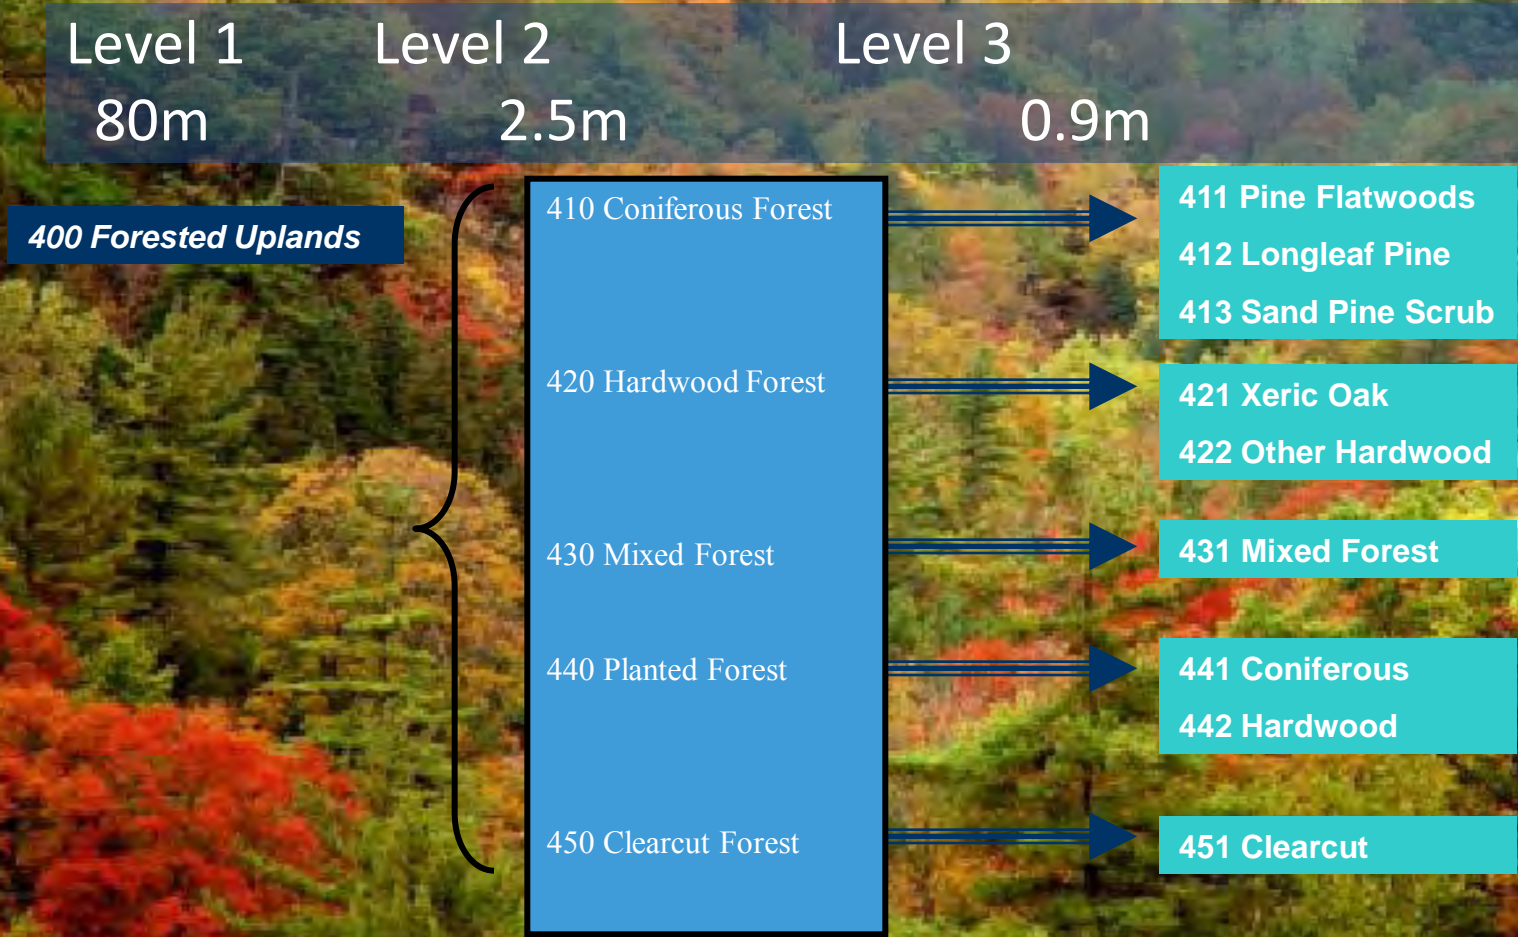 Level 1 Level 2 Level 3
80m 2.5m 0.9m
400 Forested Uplands
410 Coniferous Forest
420 Hardwood Forest
430 Mixed Forest
440 Planted Forest
450 Clearcut Forest
411 Pine Flatwoods
412 Longleaf Pine
413 Sand Pine Scrub
421 Xeric Oak
422 Other Hardwood
431 Mixed Forest
441 Coniferous
442 Hardwood
451 Clearcut